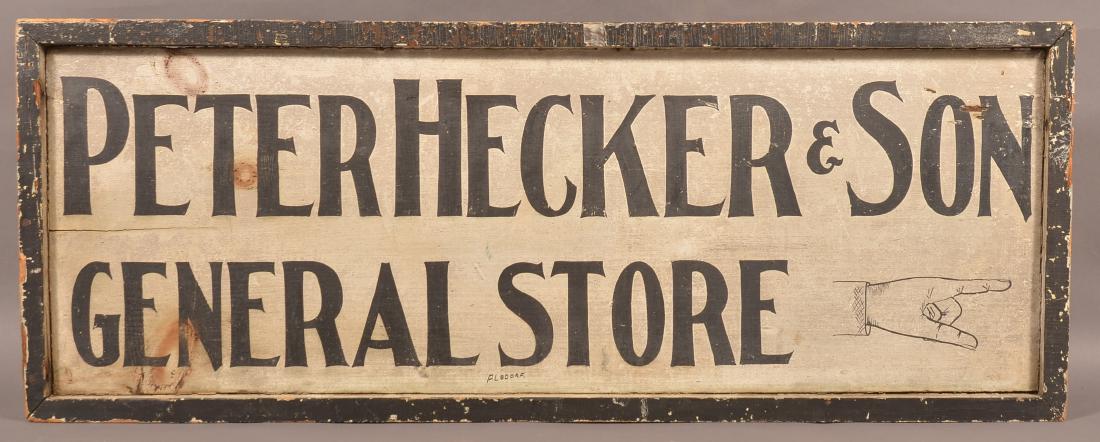 PETER HECKER & SON
GENERAL STORE